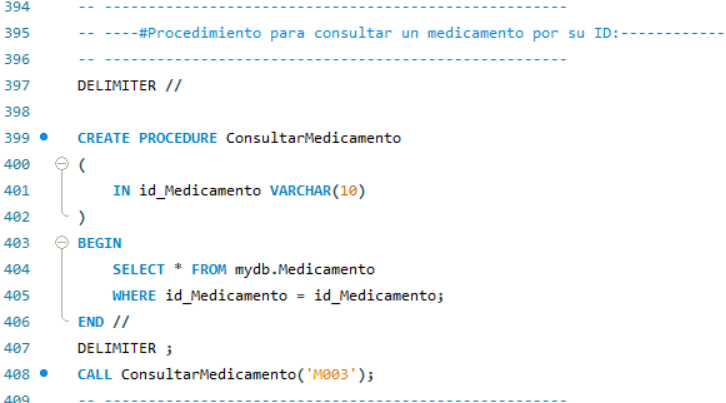 394 -- -----------------------------------------------------
395 -- ----#Procedimiento para consultar un medicamento por su ID:------------
396 -- -----------------------------------------------------
397 DELIMITER //
398
399 CREATE PROCEDURE ConsultarMedicamento
400 (
401 IN id_Medicamento VARCHAR(10)
402 )
403 BEGIN
404 SELECT * FROM mydb.Medicamento
405 WHERE id_Medicamento = id_Medicamento;
406 END //
407 DELIMITER ;
408 CALL ConsultarMedicamento('M003');
409 -- -----------------------------------------------------